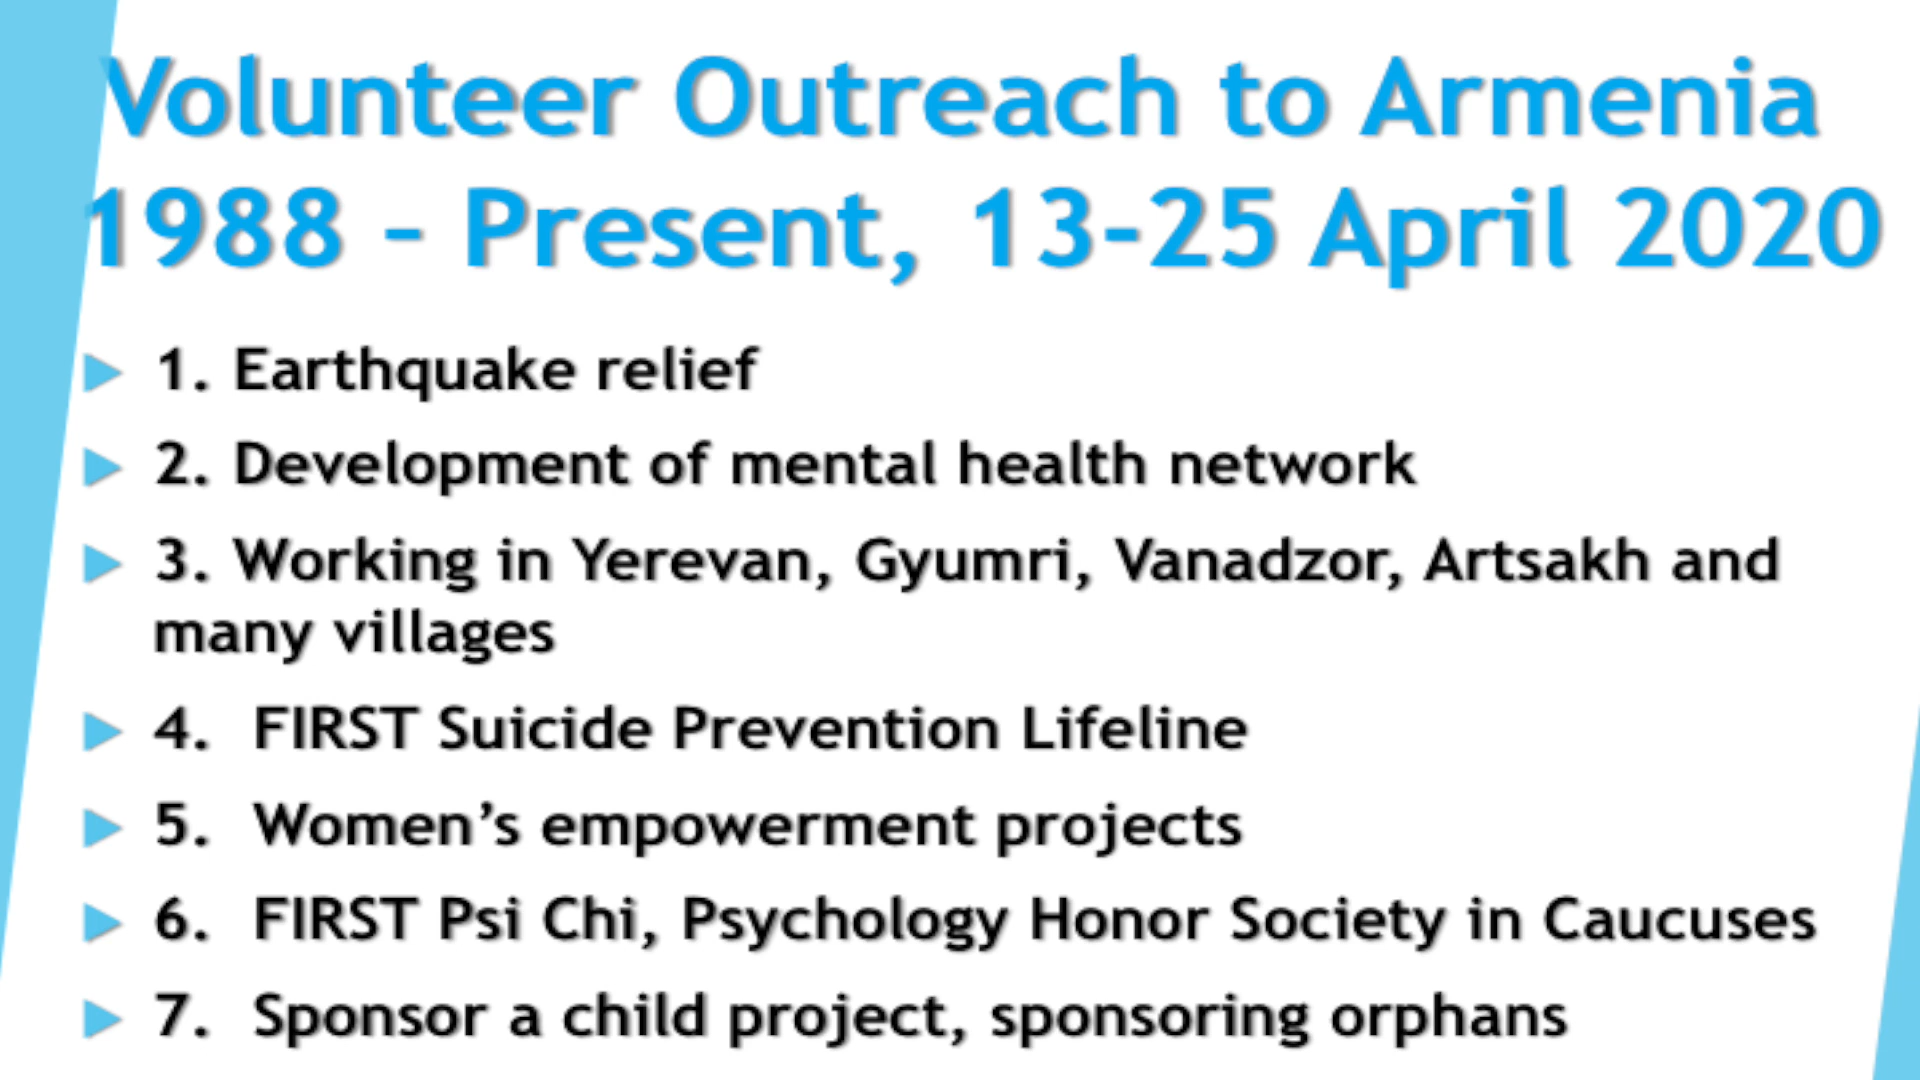 Volunteer Outreach to Armenia
1988 – Present, 13-25 April 2020
1. Earthquake relief
2. Development of mental health network
3. Working in Yerevan, Gyumri, Vanadzor, Artsakh and
many villages
4. FIRST Suicide Prevention Lifeline
5. Women’s empowerment projects
6. FIRST Psi Chi, Psychology Honor Society in Caucuses
7. Sponsor a child project, sponsoring orphans